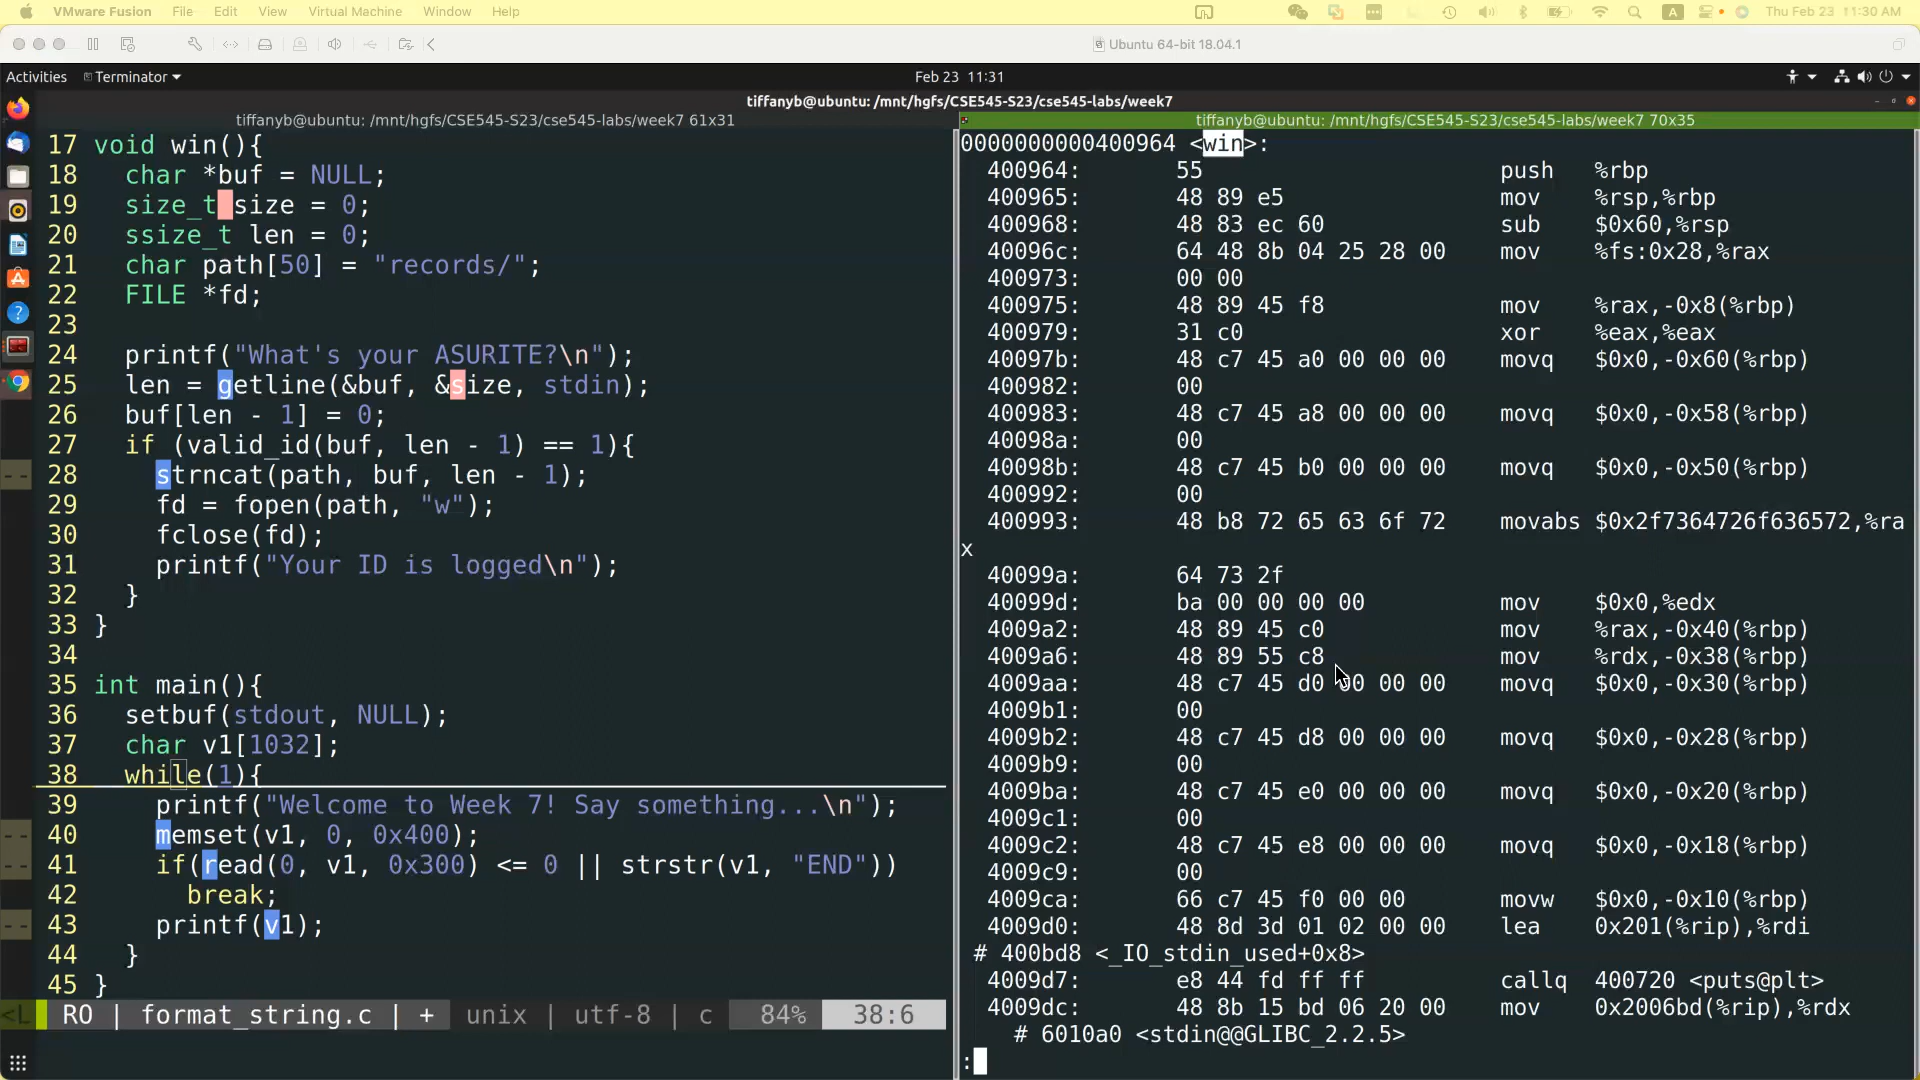 VMware Fusion File Edit View Virtual Machine Window Help A Thu Feb 23 11:30 AM
Ubuntu 64-bit 18.04.1
Activities Terminator Feb 23 11:31
tiffanyb@ubuntu: /mnt/hgfs/CSE545-S23/cse545-labs/week7
tiffanyb@ubuntu: /mnt/hgfs/CSE545-S23/cse545-labs/week7 61x31
17 void win(){
18   char *buf = NULL;
19   size_t size = 0;
20   ssize_t len = 0;
21   char path[50] = "records/";
22   FILE *fd;
23
24   printf("What's your ASURITE?\n");
25   len = getline(&buf, &size, stdin);
26   buf[len - 1] = 0;
27   if (valid_id(buf, len - 1) == 1){
28     strncat(path, buf, len - 1);
29     fd = fopen(path, "w");
30     fclose(fd);
31     printf("Your ID is logged\n");
32   }
33 }
34
35 int main(){
36   setbuf(stdout, NULL);
37   char v1[1032];
38   while(1){
39     printf("Welcome to Week 7! Say something...\n");
40     memset(v1, 0, 0x400);
41     if(read(0, v1, 0x300) <= 0 || strstr(v1, "END"))
42       break;
43     printf(v1);
44   }
45 }
<L RO | format_string.c | + unix | utf-8 | c 84% 38:6
tiffanyb@ubuntu: /mnt/hgfs/CSE545-S23/cse545-labs/week7 70x35
0000000000400964 <win>:
400964: 55 push %rbp
400965: 48 89 e5 mov %rsp,%rbp
400968: 48 83 ec 60 sub $0x60,%rsp
40096c: 64 48 8b 04 25 28 00 mov %fs:0x28,%rax
400973: 00 00
400975: 48 89 45 f8 mov %rax,-0x8(%rbp)
400979: 31 c0 xor %eax,%eax
40097b: 48 c7 45 a0 00 00 00 movq $0x0,-0x60(%rbp)
400982: 00
400983: 48 c7 45 a8 00 00 00 movq $0x0,-0x58(%rbp)
40098a: 00
40098b: 48 c7 45 b0 00 00 00 movq $0x0,-0x50(%rbp)
400992: 00
400993: 48 b8 72 65 63 6f 72 movabs $0x2f7364726f636572,%ra
x
40099a: 64 73 2f
40099d: ba 00 00 00 00 mov $0x0,%edx
4009a2: 48 89 45 c0 mov %rax,-0x40(%rbp)
4009a6: 48 89 55 c8 mov %rdx,-0x38(%rbp)
4009aa: 48 c7 45 d0 00 00 00 movq $0x0,-0x30(%rbp)
4009b1: 00
4009b2: 48 c7 45 d8 00 00 00 movq $0x0,-0x28(%rbp)
4009b9: 00
4009ba: 48 c7 45 e0 00 00 00 movq $0x0,-0x20(%rbp)
4009c1: 00
4009c2: 48 c7 45 e8 00 00 00 movq $0x0,-0x18(%rbp)
4009c9: 00
4009ca: 66 c7 45 f0 00 00 movw $0x0,-0x10(%rbp)
4009d0: 48 8d 3d 01 02 00 00 lea 0x201(%rip),%rdi
# 400bd8 <_IO_stdin_used+0x8>
4009d7: e8 44 fd ff ff callq 400720 <puts@plt>
4009dc: 48 8b 15 bd 06 20 00 mov 0x2006bd(%rip),%rdx
# 6010a0 <stdin@@GLIBC_2.2.5>
: